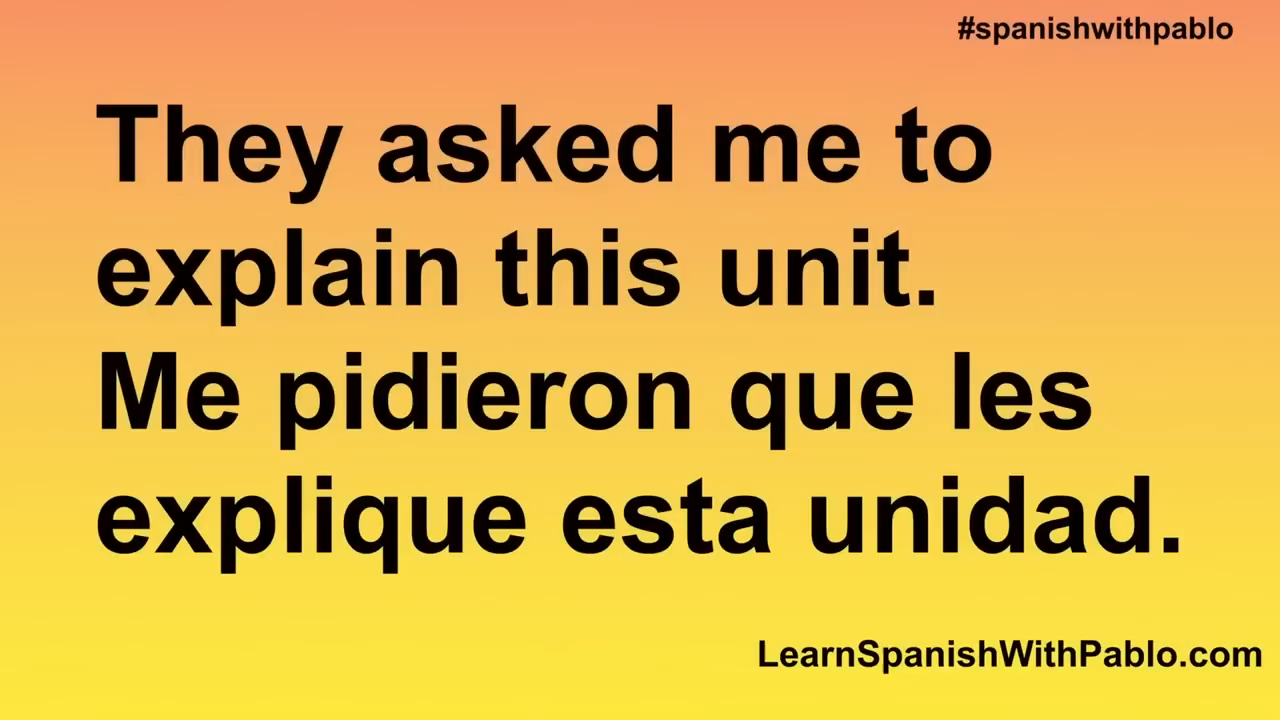 #spanishwithpablo
They asked me to
explain this unit.
Me pidieron que les
explique esta unidad.
LearnSpanishWithPablo.com